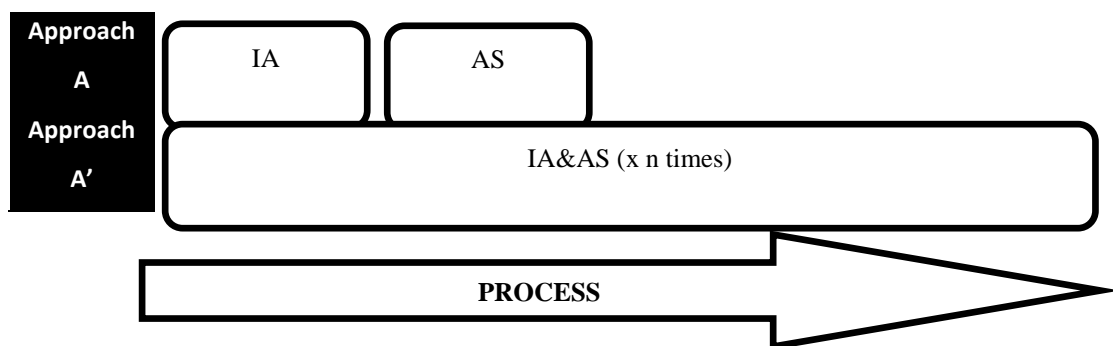 Approach
A
IA
AS
Approach
A’
IA&AS (x n times)
PROCESS